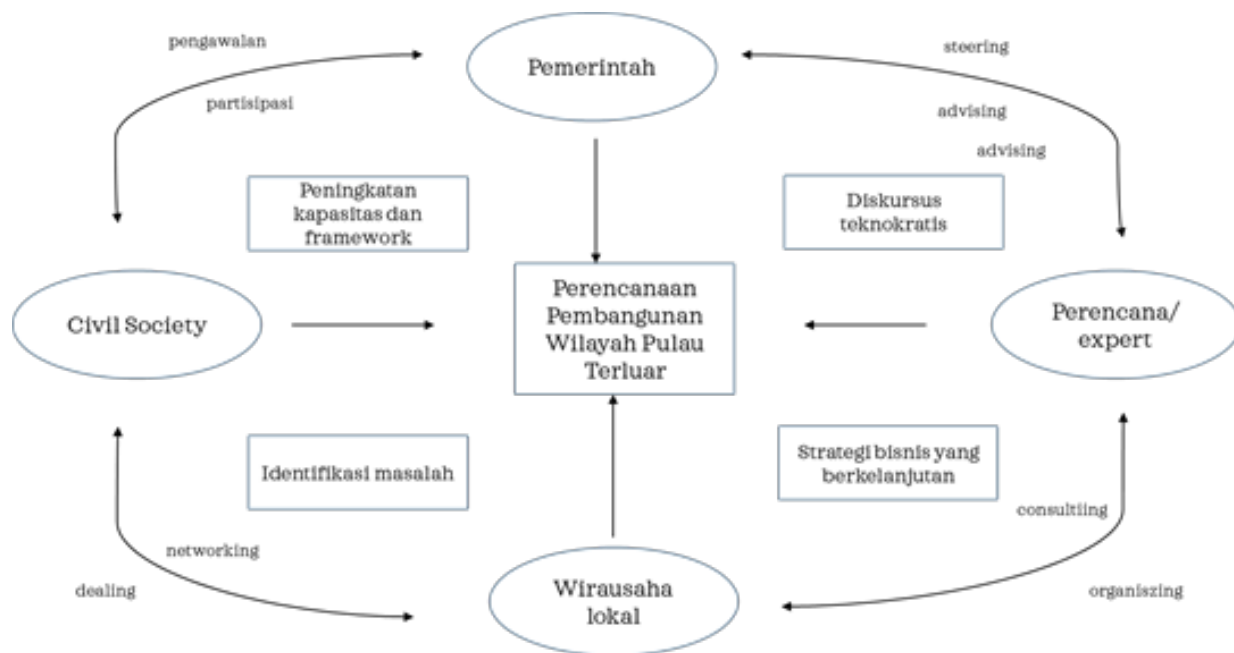 pengawalan
partisipasi
Pemerintah
steering
advising
advising
Peningkatan
kapasitas dan
framework
Diskursus
teknokratis
Civil Society
Perencanaan
Pembangunan
Wilayah Pulau
Terluar
Perencana/
expert
Identifikasi masalah
Strategi bisnis yang
berkelanjutan
networking
dealing
Wirausaha
lokal
consultiing
organiszing